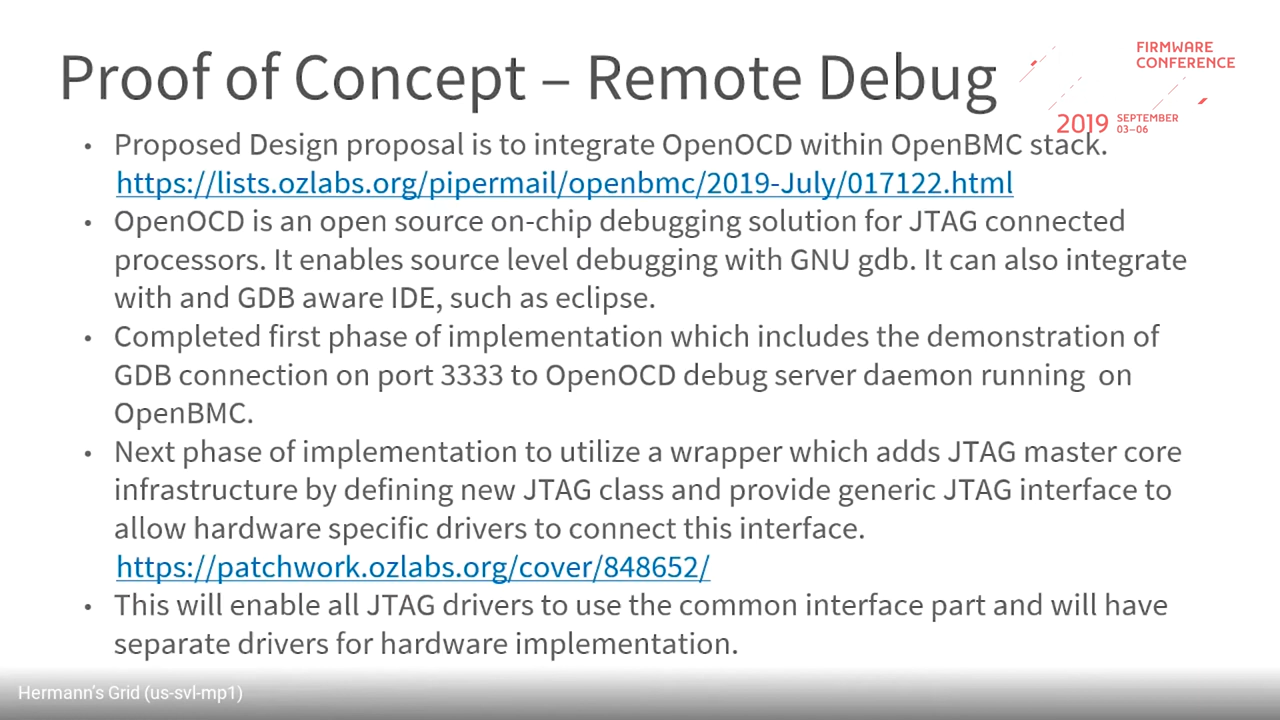 Proof of Concept – Remote Debug
FIRMWARE
CONFERENCE
2019 SEPTEMBER
03–06
• Proposed Design proposal is to integrate OpenOCD within OpenBMC stack.
https://lists.ozlabs.org/pipermail/openbmc/2019-July/017122.html
• OpenOCD is an open source on-chip debugging solution for JTAG connected
processors. It enables source level debugging with GNU gdb. It can also integrate
with and GDB aware IDE, such as eclipse.
• Completed first phase of implementation which includes the demonstration of
GDB connection on port 3333 to OpenOCD debug server daemon running  on
OpenBMC.
• Next phase of implementation to utilize a wrapper which adds JTAG master core
infrastructure by defining new JTAG class and provide generic JTAG interface to
allow hardware specific drivers to connect this interface.
https://patchwork.ozlabs.org/cover/848652/
• This will enable all JTAG drivers to use the common interface part and will have
separate drivers for hardware implementation.
Hermann's Grid (us-svl-mp1)